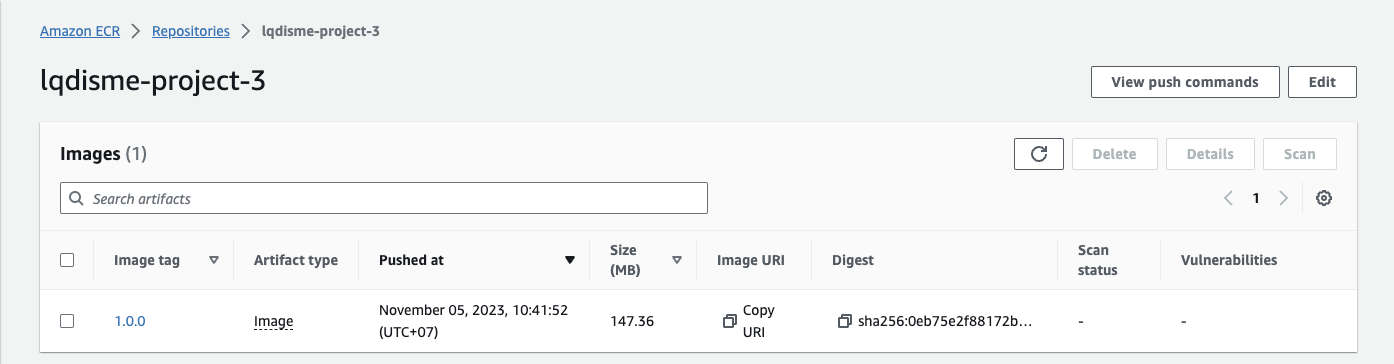 Amazon ECR > Repositories > lqdisme-project-3
lqdisme-project-3
View push commands
Edit
Images (1)
Delete
Details
Scan
Search artifacts
1
Image tag
Artifact type
Pushed at
Size
(MB)
Image URI
Digest
Scan
status
Vulnerabilities
1.0.0
Image
November 05, 2023, 10:41:52
(UTC+07)
147.36
Copy
URI
sha256:0eb75e2f88172b...
-
-